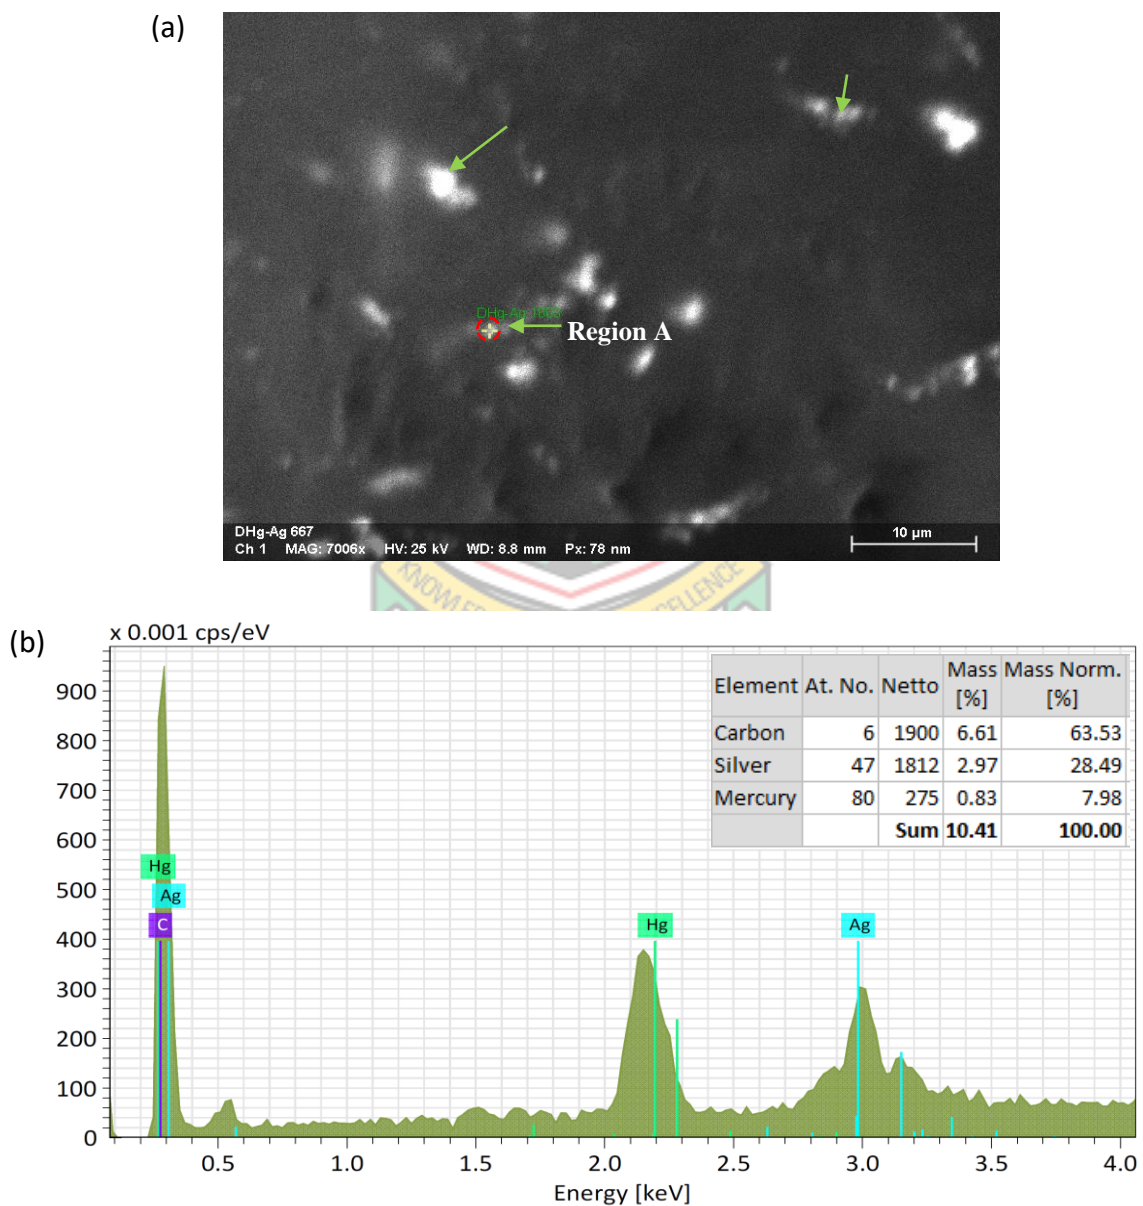 (a)
Region A
DHg-Ag 667
Ch 1 MAG: 7006x HV: 25 kV WD: 8.8 mm Px: 78 nm
10 µm
(b)
x 0.001 cps/eV
Element At. No. Netto Mass [%] Mass Norm. [%]
Carbon 6 1900 6.61 63.53
Silver 47 1812 2.97 28.49
Mercury 80 275 0.83 7.98
Sum 10.41 100.00
900
800
700
600
500
400
300
200
100
0
Hg
Ag
C
Hg
Ag
0.5 1.0 1.5 2.0 2.5 3.0 3.5 4.0
Energy [keV]